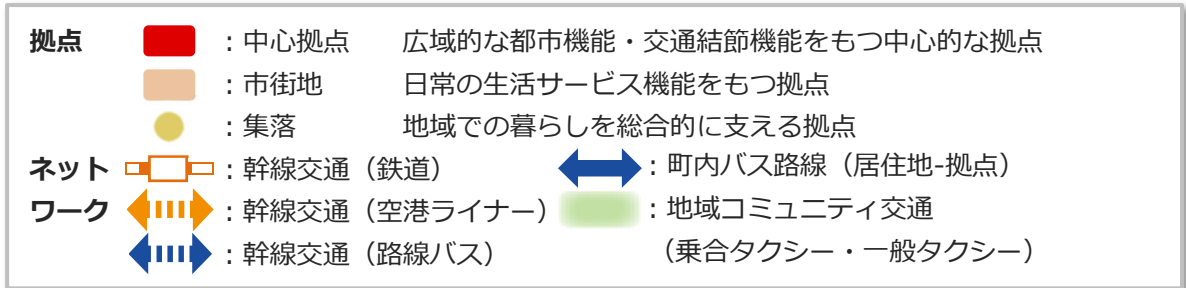 拠点 ：中心拠点 広域的な都市機能・交通結節機能をもつ中心的な拠点
：市街地 日常の生活サービス機能をもつ拠点
：集落 地域での暮らしを総合的に支える拠点
ネット ：幹線交通（鉄道） ：町内バス路線（居住地-拠点）
ワーク ：幹線交通（空港ライナー） ：地域コミュニティ交通
：幹線交通（路線バス） （乗合タクシー・一般タクシー）